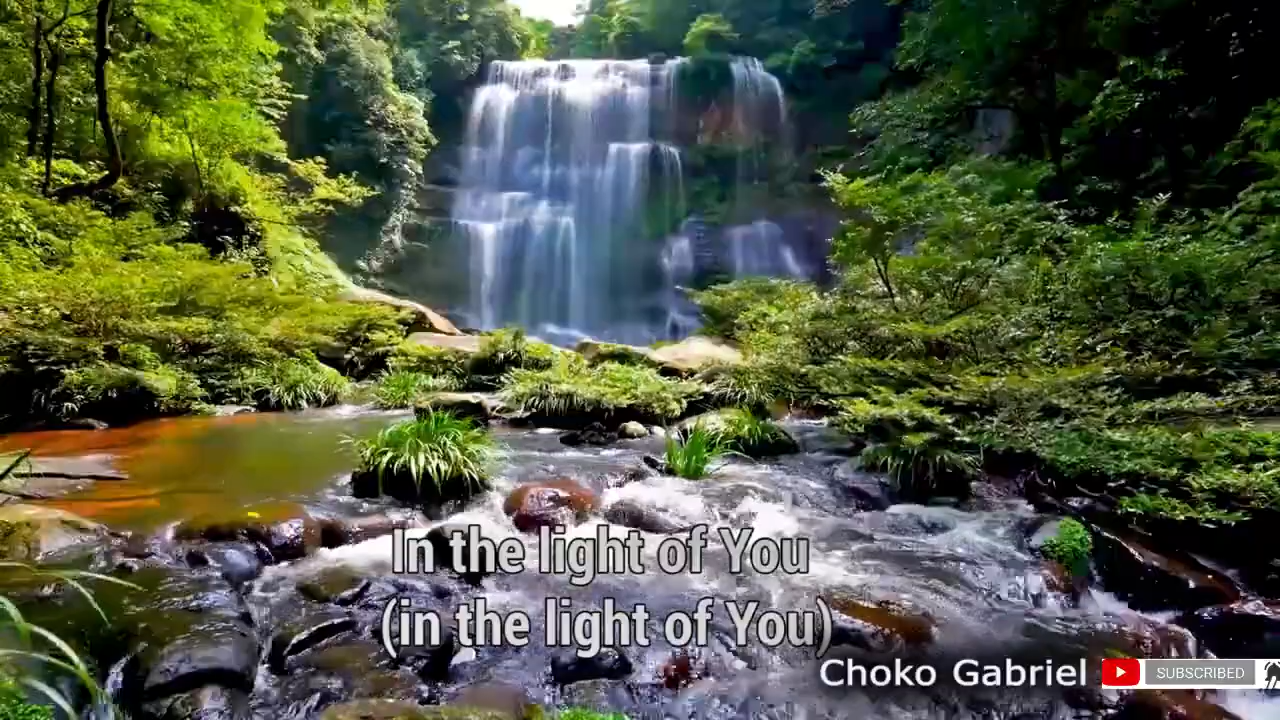 In the light of You
(in the light of You)
Choko Gabriel
SUBSCRIBED